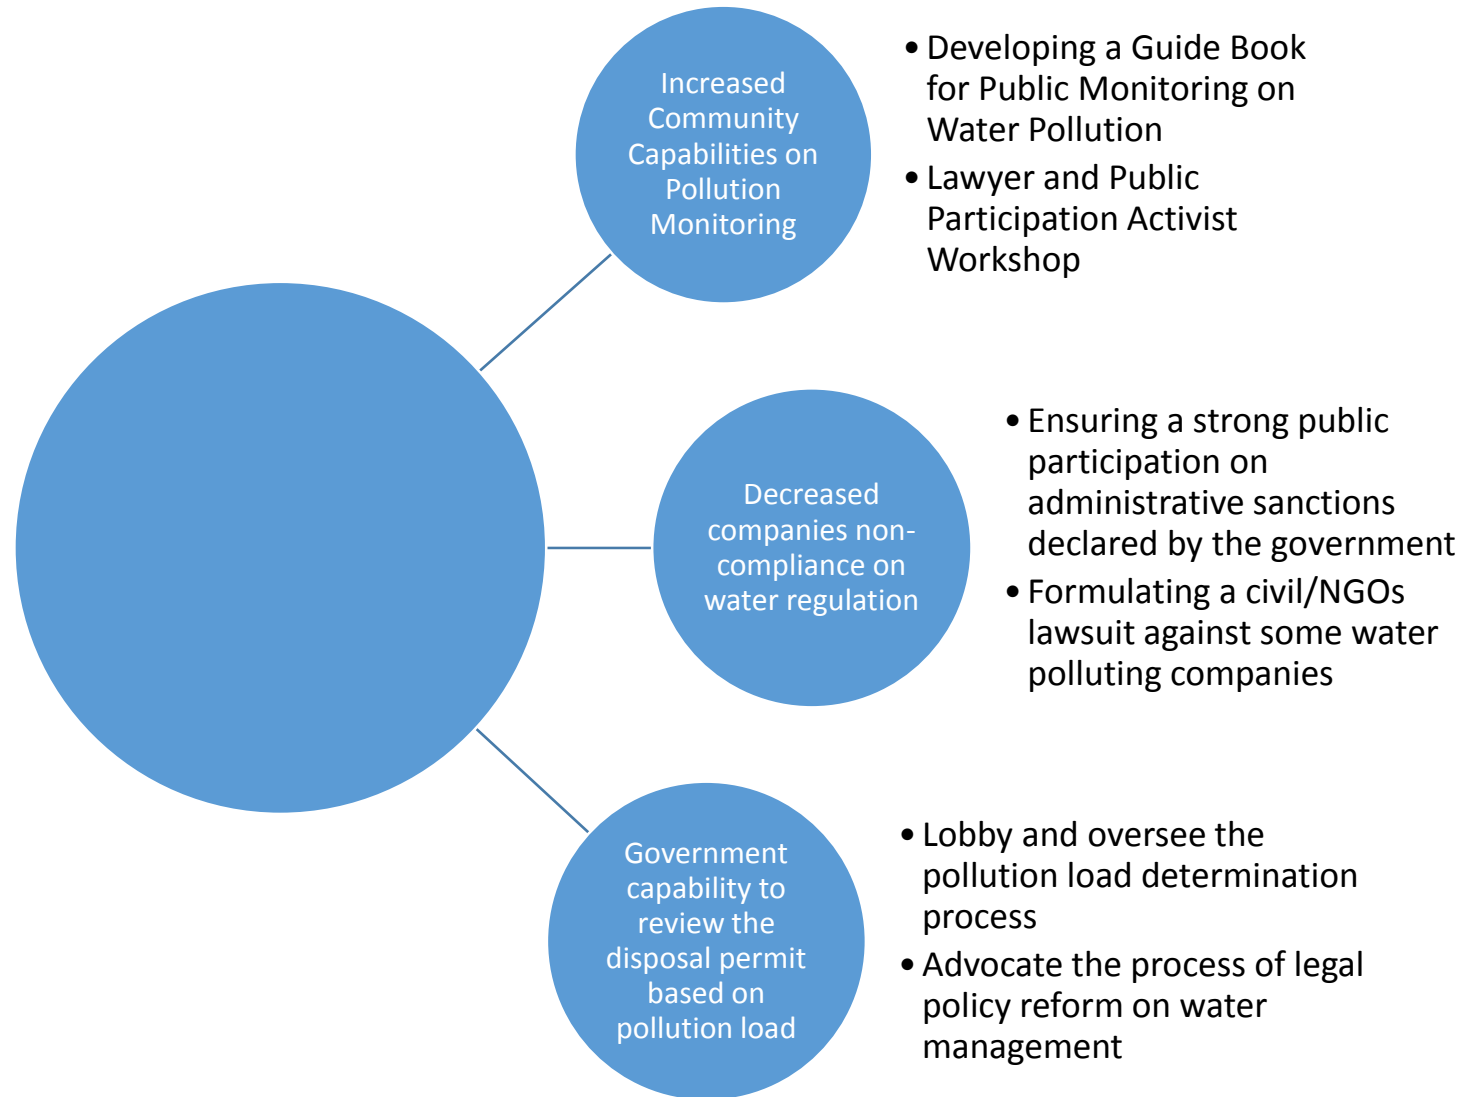 Increased
Community
Capabilities on
Pollution
Monitoring
• Developing a Guide Book
for Public Monitoring on
Water Pollution
• Lawyer and Public
Participation Activist
Workshop
Decreased
companies non-
compliance on
water regulation
• Ensuring a strong public
participation on
administrative sanctions
declared by the government
• Formulating a civil/NGOs
lawsuit against some water
polluting companies
Government
capability to
review the
disposal permit
based on
pollution load
• Lobby and oversee the
pollution load determination
process
• Advocate the process of legal
policy reform on water
management